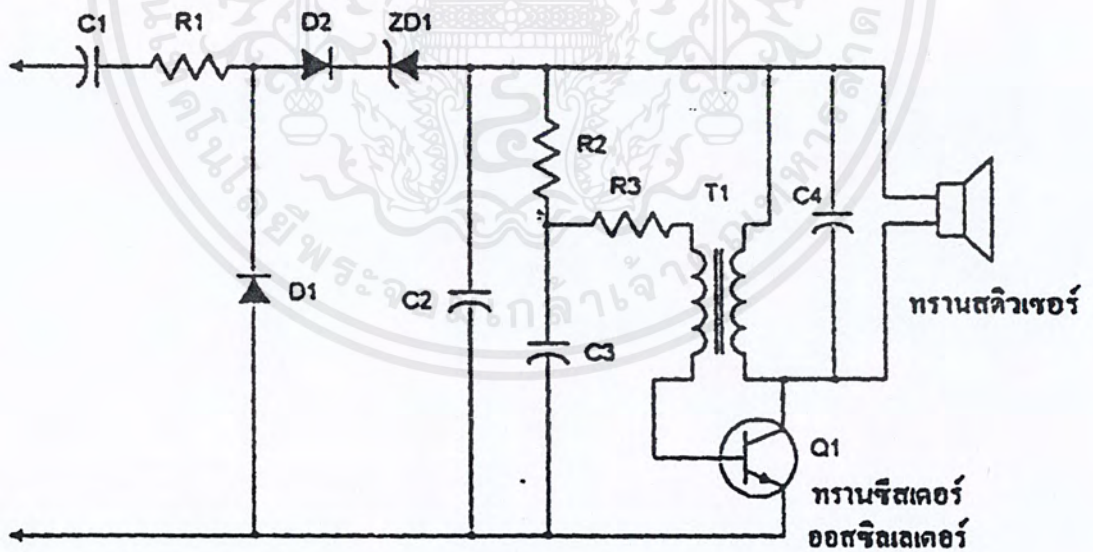 C1
R1
D2
ZD1
R2
R3
T1
C4
D1
C2
C3
Q1
ทรานสดิวเซอร์
ทรานซีสเตอร์
ออสซิลเลเตอร์